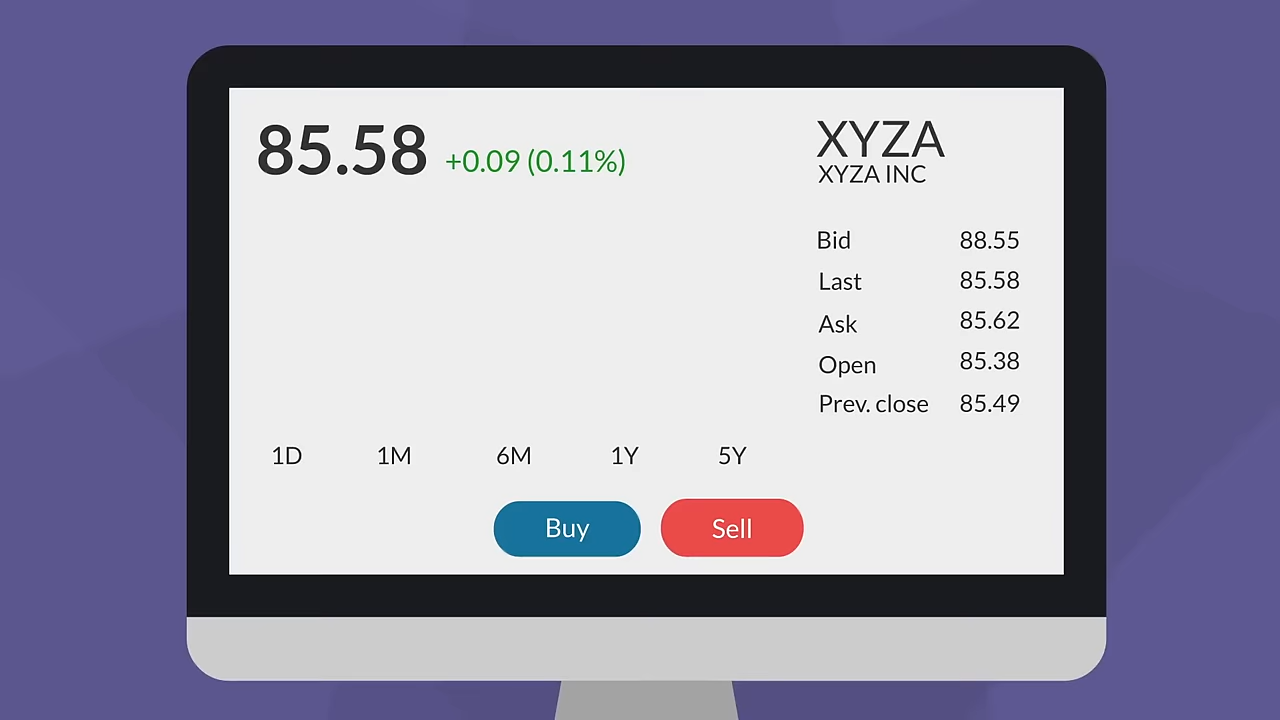 85.58 +0.09 (0.11%)
XYZA
XYZA INC
Bid 88.55
Last 85.58
Ask 85.62
Open 85.38
Prev. close 85.49
1D 1M 6M 1Y 5Y
Buy Sell